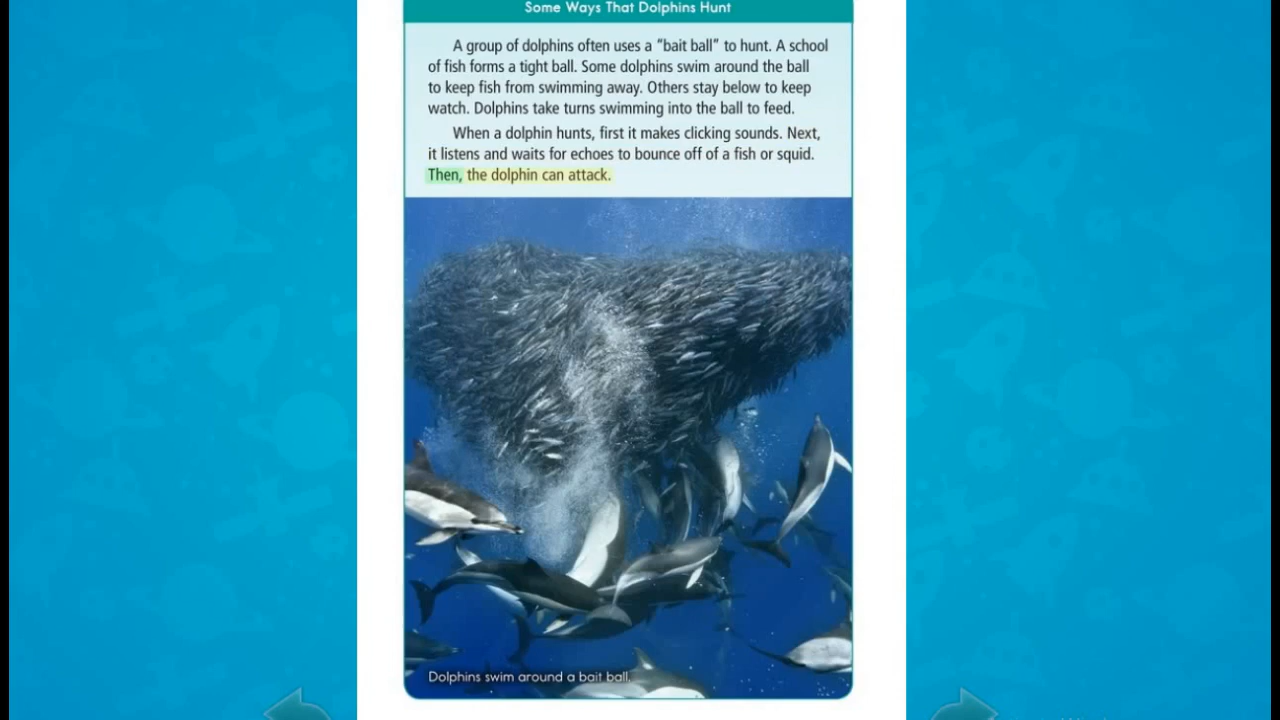 Some Ways That Dolphins Hunt
A group of dolphins often uses a “bait ball” to hunt. A school
of fish forms a tight ball. Some dolphins swim around the ball
to keep fish from swimming away. Others stay below to keep
watch. Dolphins take turns swimming into the ball to feed.
When a dolphin hunts, first it makes clicking sounds. Next,
it listens and waits for echoes to bounce off of a fish or squid.
Then, the dolphin can attack.
Dolphins swim around a bait ball.